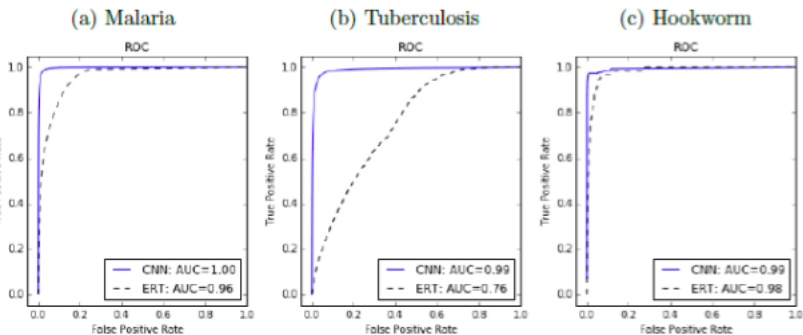 (a) Malaria
ROC
1.0
0.8
0.6
0.4
0.2
0.0
0.0 0.2 0.4 0.6 0.8 1.0
False Positive Rate
CNN: AUC=1.00
ERT: AUC=0.96
(b) Tuberculosis
ROC
True Positive Rate
1.0
0.8
0.6
0.4
0.2
0.0
0.0 0.2 0.4 0.6 0.8 1.0
False Positive Rate
CNN: AUC=0.99
ERT: AUC=0.76
(c) Hookworm
ROC
True Positive Rate
1.0
0.8
0.6
0.4
0.2
0.0
0.0 0.2 0.4 0.6 0.8 1.0
False Positive Rate
CNN: AUC=0.99
ERT: AUC=0.98